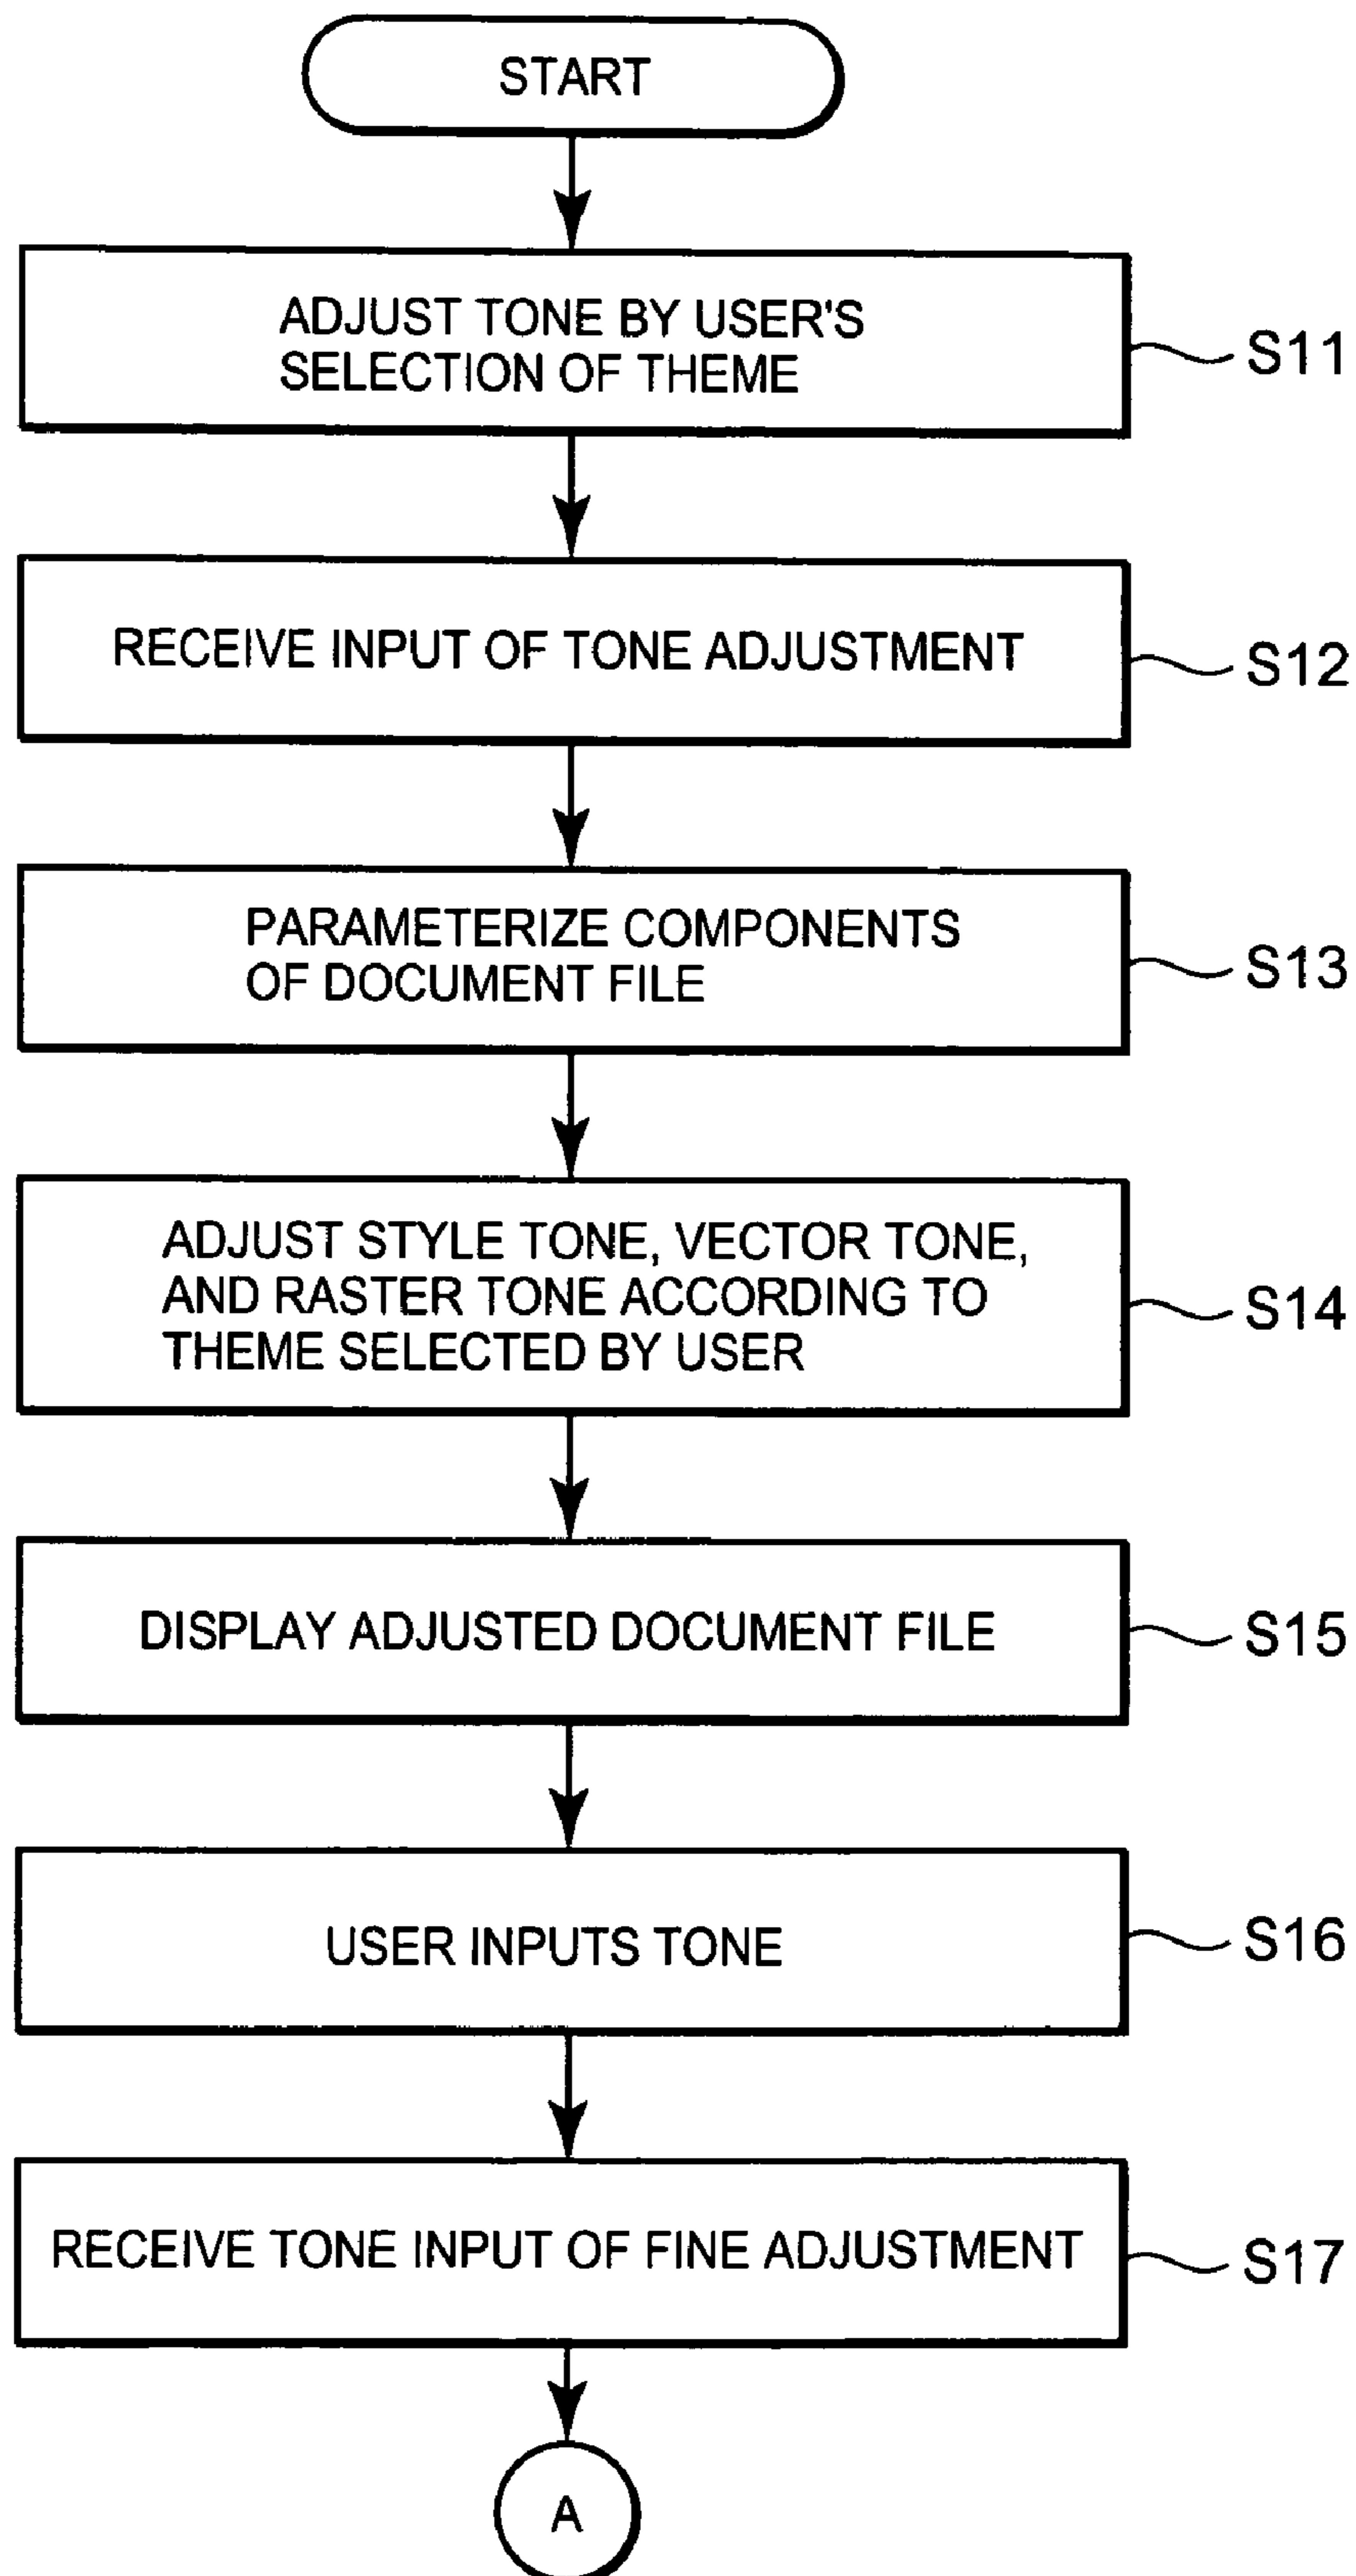 START
ADJUST TONE BY USER'S
SELECTION OF THEME
S11
RECEIVE INPUT OF TONE ADJUSTMENT
S12
PARAMETERIZE COMPONENTS
OF DOCUMENT FILE
S13
ADJUST STYLE TONE, VECTOR TONE,
AND RASTER TONE ACCORDING TO
THEME SELECTED BY USER
S14
DISPLAY ADJUSTED DOCUMENT FILE
S15
USER INPUTS TONE
S16
RECEIVE TONE INPUT OF FINE ADJUSTMENT
S17
A